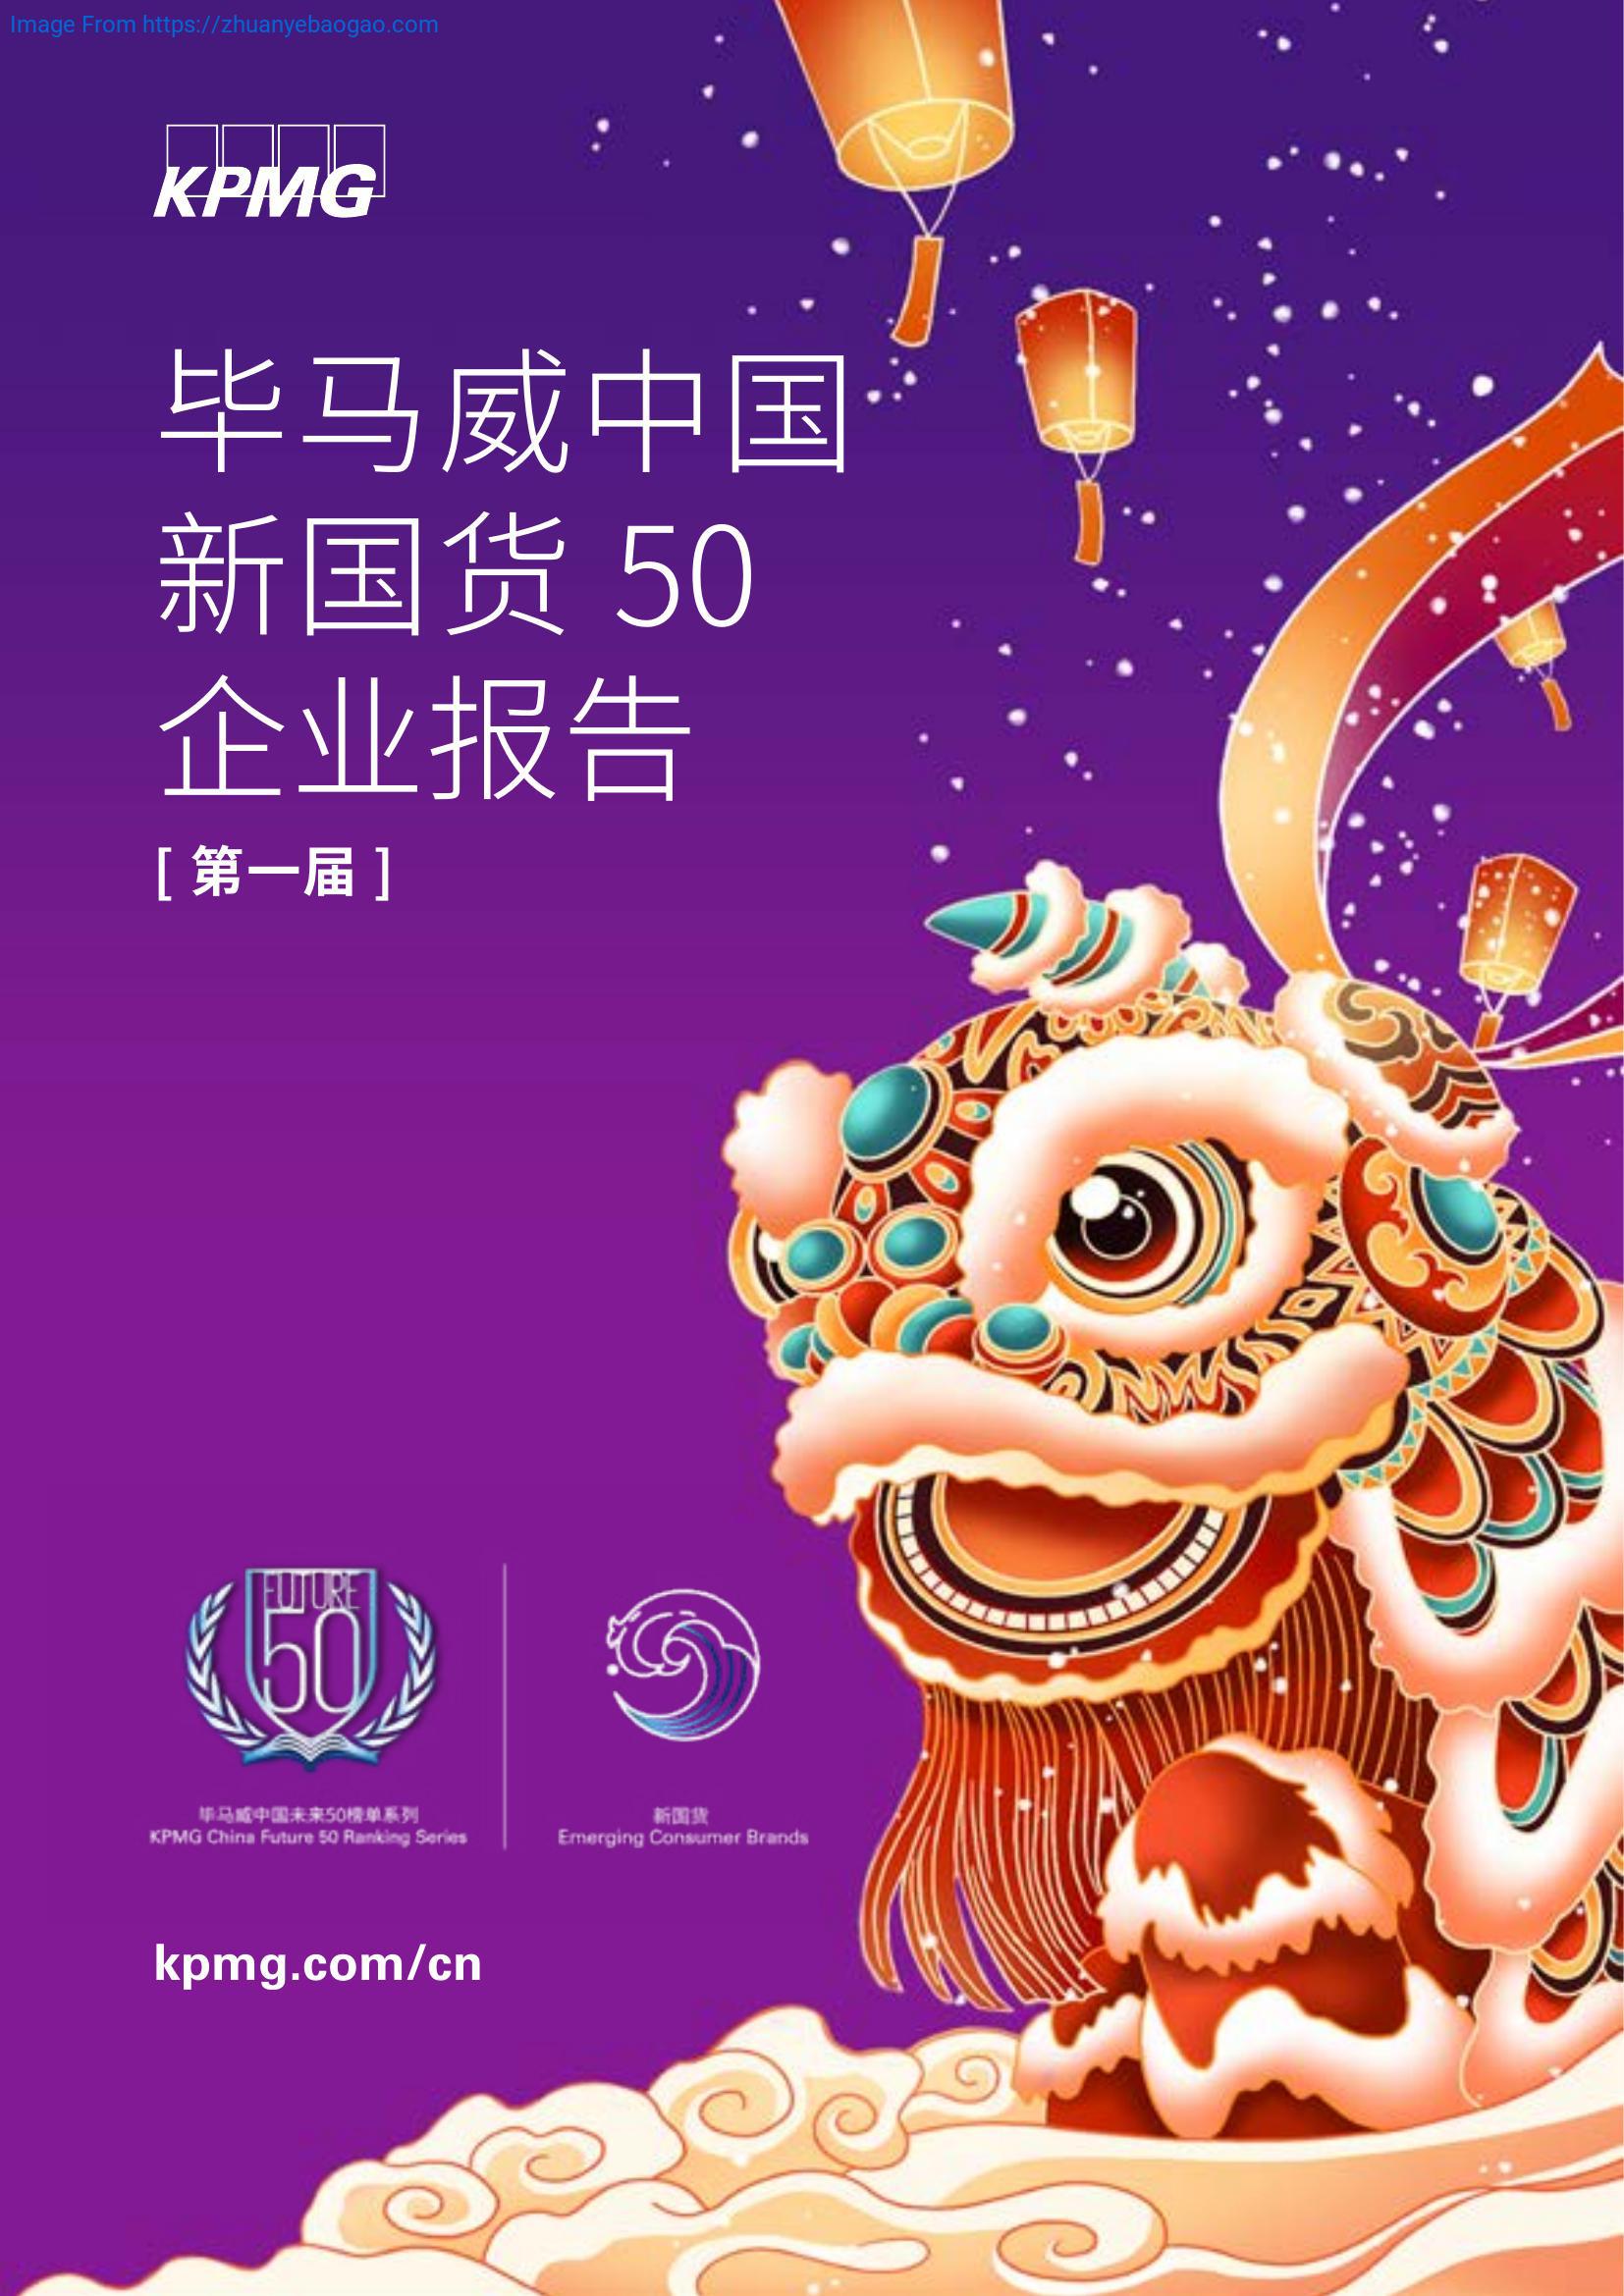 Image From https://zhuanyebaogao.com
KPMG
毕马威中国
新国货 50
企业报告
[ 第一届 ]
FUTURE
50
毕马威中国未来50榜单系列
KPMG China Future 50 Ranking Series
新国货
Emerging Consumer Brands
kpmg.com/cn